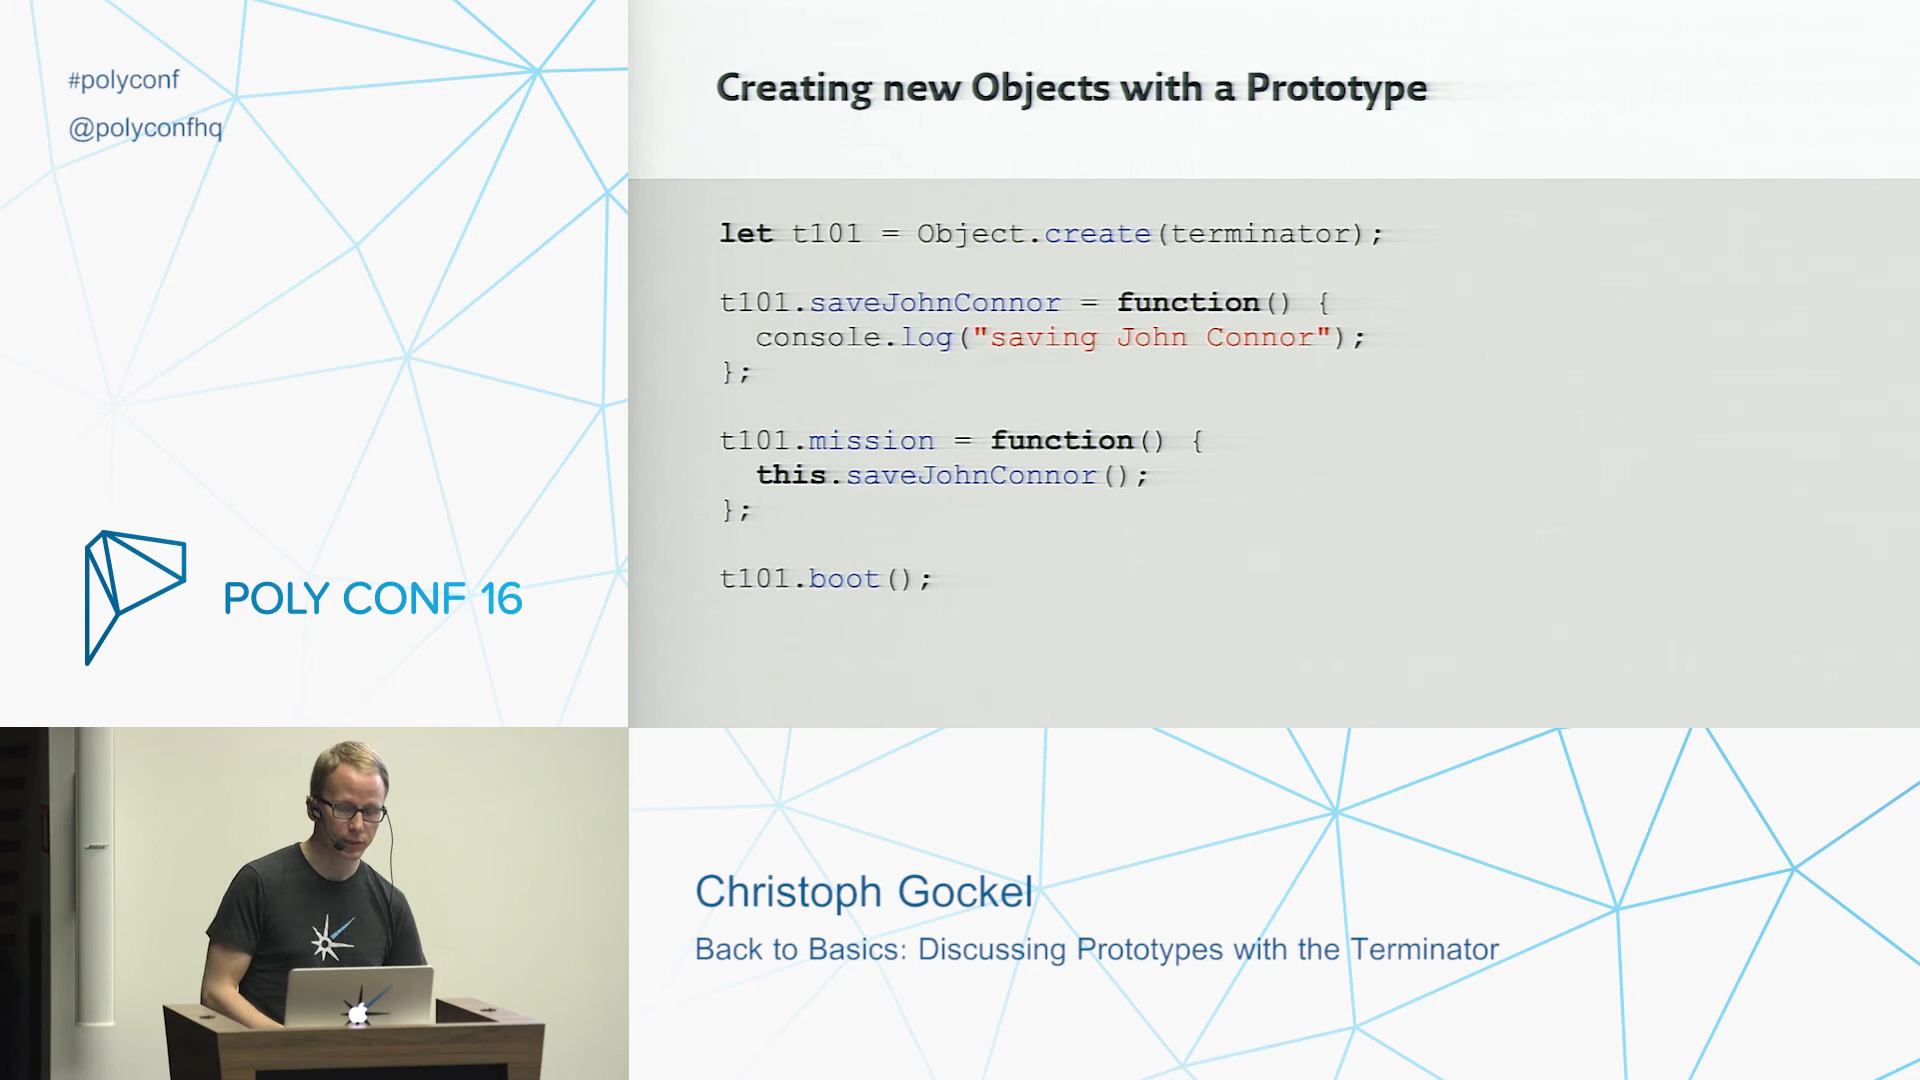 #polyconf
@polyconfhq
POLY CONF 16
Creating new Objects with a Prototype
let t101 = Object.create(terminator);
t101.saveJohnConnor = function() {
  console.log("saving John Connor");
};
t101.mission = function() {
  this.saveJohnConnor();
};
t101.boot();
Christoph Gockel
Back to Basics: Discussing Prototypes with the Terminator